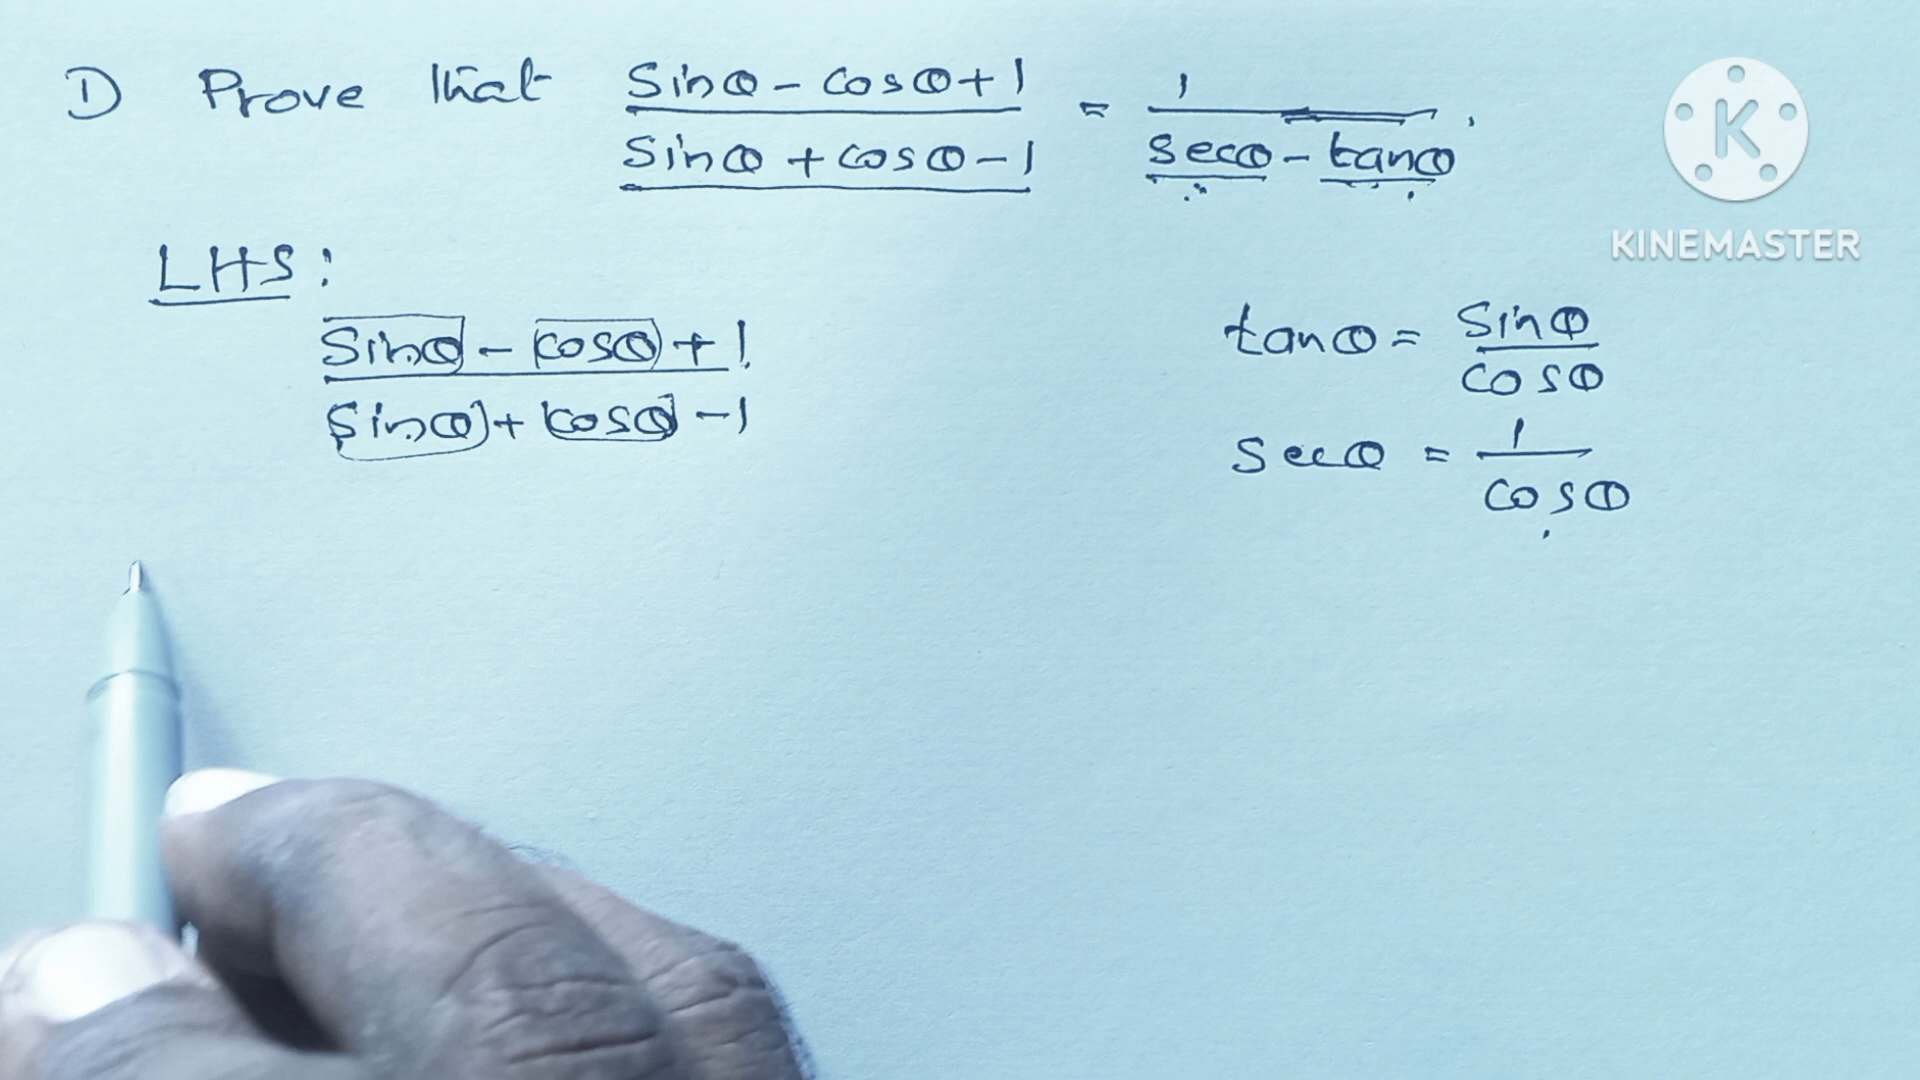 1) Prove that (Sinθ - cosθ + 1) / (Sinθ + cosθ - 1) = 1 / (secθ - tanθ).
K
KINEMASTER
LHS:
(Sinθ - cosθ + 1) / (Sinθ + cosθ - 1)
tanθ = Sinθ / cosθ
Secθ = 1 / cosθ